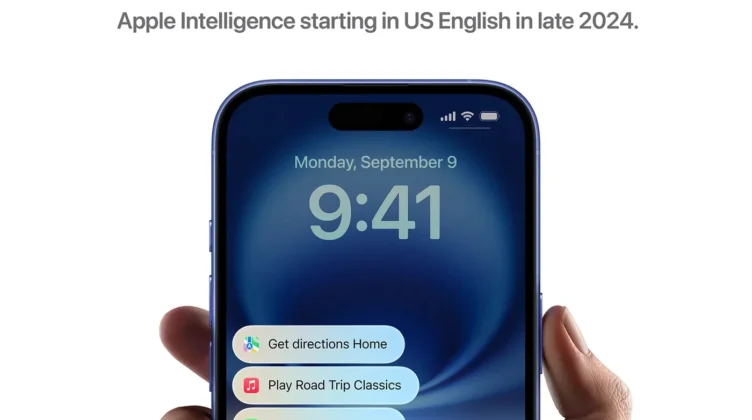 Apple Intelligence starting in US English in late 2024.
Monday, September 9
9:41
Get directions Home
Play Road Trip Classics